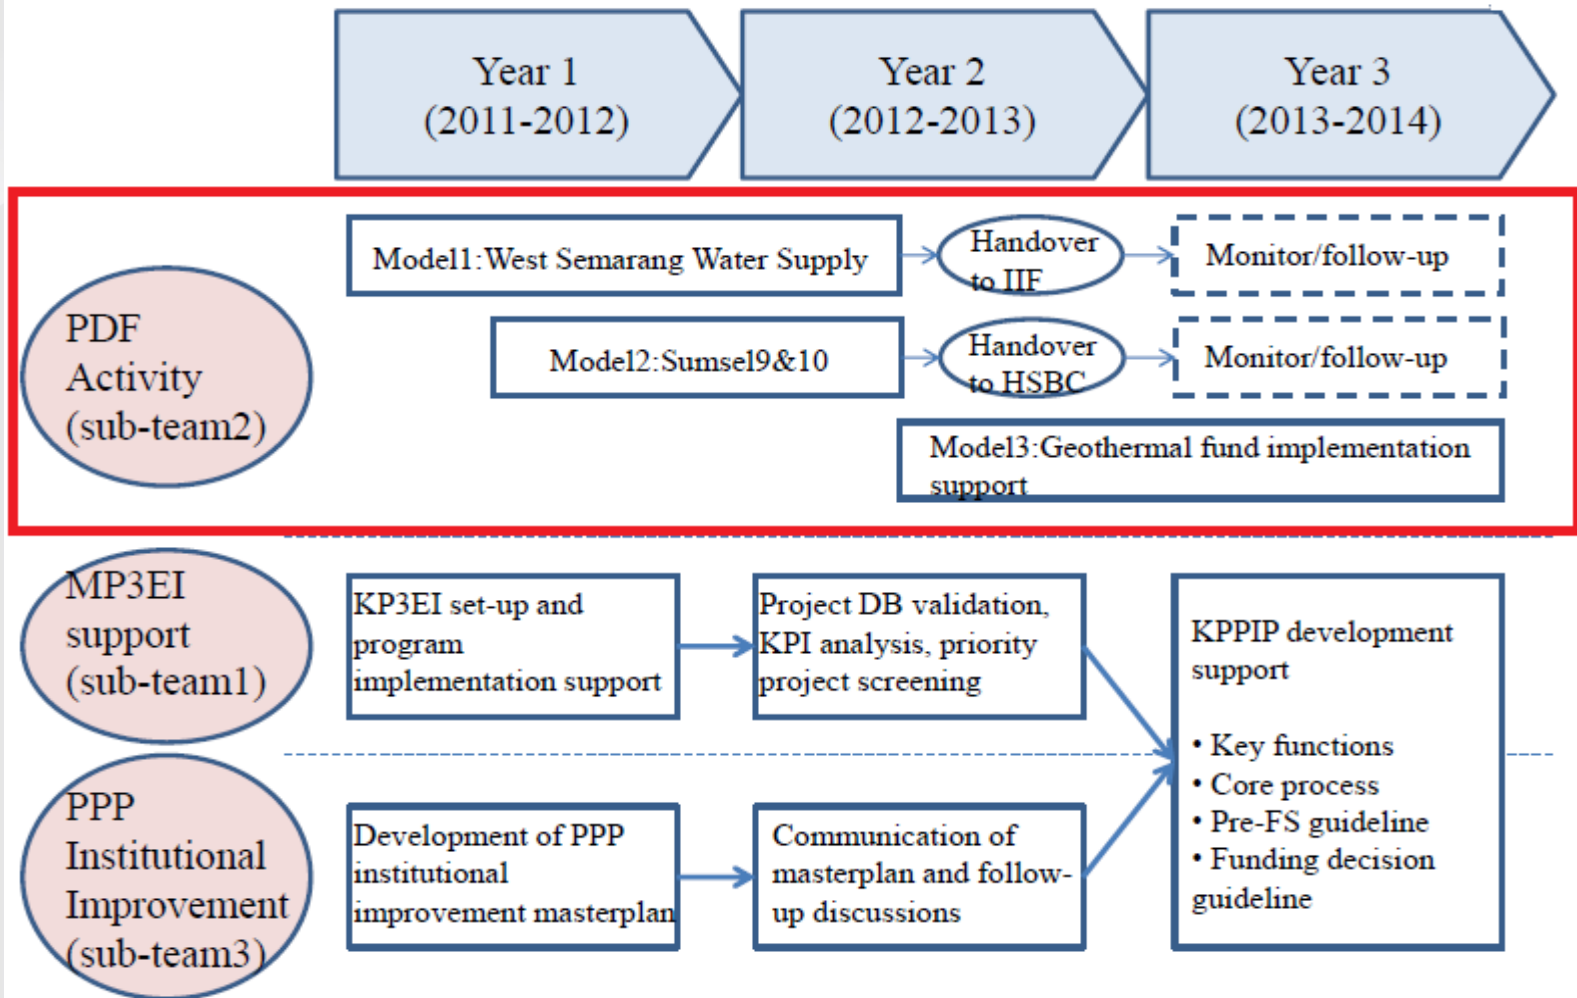 Year 1
(2011-2012)
Year 2
(2012-2013)
Year 3
(2013-2014)
PDF
Activity
(sub-team2)
Model1:West Semarang Water Supply
Handover
to IIF
Monitor/follow-up
Model2:Sumsel9&10
Handover
to HSBC
Monitor/follow-up
Model3:Geothermal fund implementation
support
MP3EI
support
(sub-team1)
KP3EI set-up and
program
implementation support
Project DB validation,
KPI analysis, priority
project screening
KPPIP development
support
• Key functions
• Core process
• Pre-FS guideline
• Funding decision
guideline
PPP
Institutional
Improvement
(sub-team3)
Development of PPP
institutional
improvement masterplan
Communication of
masterplan and follow-
up discussions